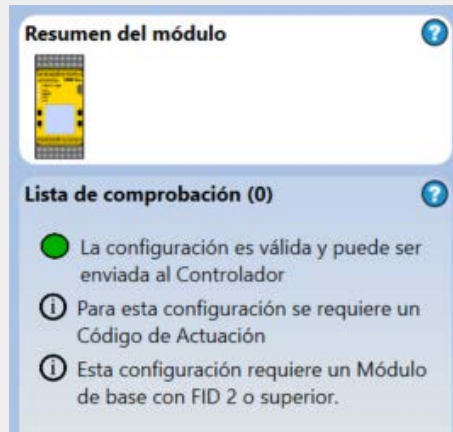 Resumen del módulo
Lista de comprobación (0)
La configuración es válida y puede ser
enviada al Controlador
Para esta configuración se requiere un
Código de Actuación
Esta configuración requiere un Módulo
de base con FID 2 o superior.